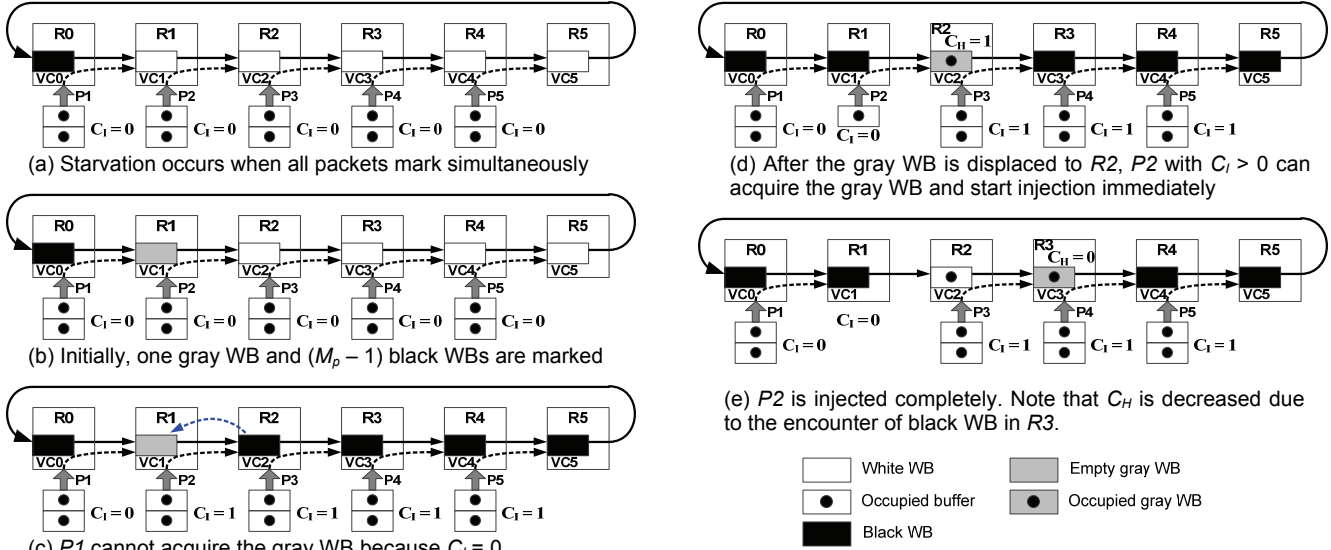 R0 R1 R2 R3 R4 R5
VC0 VC1 VC2 VC3 VC4 VC5
P1 P2 P3 P4 P5
C_I = 0 C_I = 0 C_I = 0 C_I = 0 C_I = 0
(a) Starvation occurs when all packets mark simultaneously
R0 R1 R2 R3 R4 R5
VC0 VC1 VC2 VC3 VC4 VC5
P1 P2 P3 P4 P5
C_I = 0 C_I = 0 C_I = 0 C_I = 0 C_I = 0
(b) Initially, one gray WB and (M_p – 1) black WBs are marked
R0 R1 R2 R3 R4 R5
VC0 VC1 VC2 VC3 VC4 VC5
P1 P2 P3 P4 P5
C_I = 0 C_I = 1 C_I = 1 C_I = 1 C_I = 1
(c) P1 cannot acquire the gray WB because C_I = 0
R0 R1 R2 R3 R4 R5
C_H = 1
VC0 VC1 VC2 VC3 VC4 VC5
P1 P2 P3 P4 P5
C_I = 0 C_I = 0 C_I = 1 C_I = 1 C_I = 1
(d) After the gray WB is displaced to R2, P2 with C_I > 0 can
acquire the gray WB and start injection immediately
R0 R1 R2 R3 R4 R5
C_H = 0
VC0 VC1 VC2 VC3 VC4 VC5
P1 P3 P4 P5
C_I = 0 C_I = 0 C_I = 1 C_I = 1 C_I = 1
(e) P2 is injected completely. Note that C_H is decreased due
to the encounter of black WB in R3.
White WB Empty gray WB
Occupied buffer Occupied gray WB
Black WB